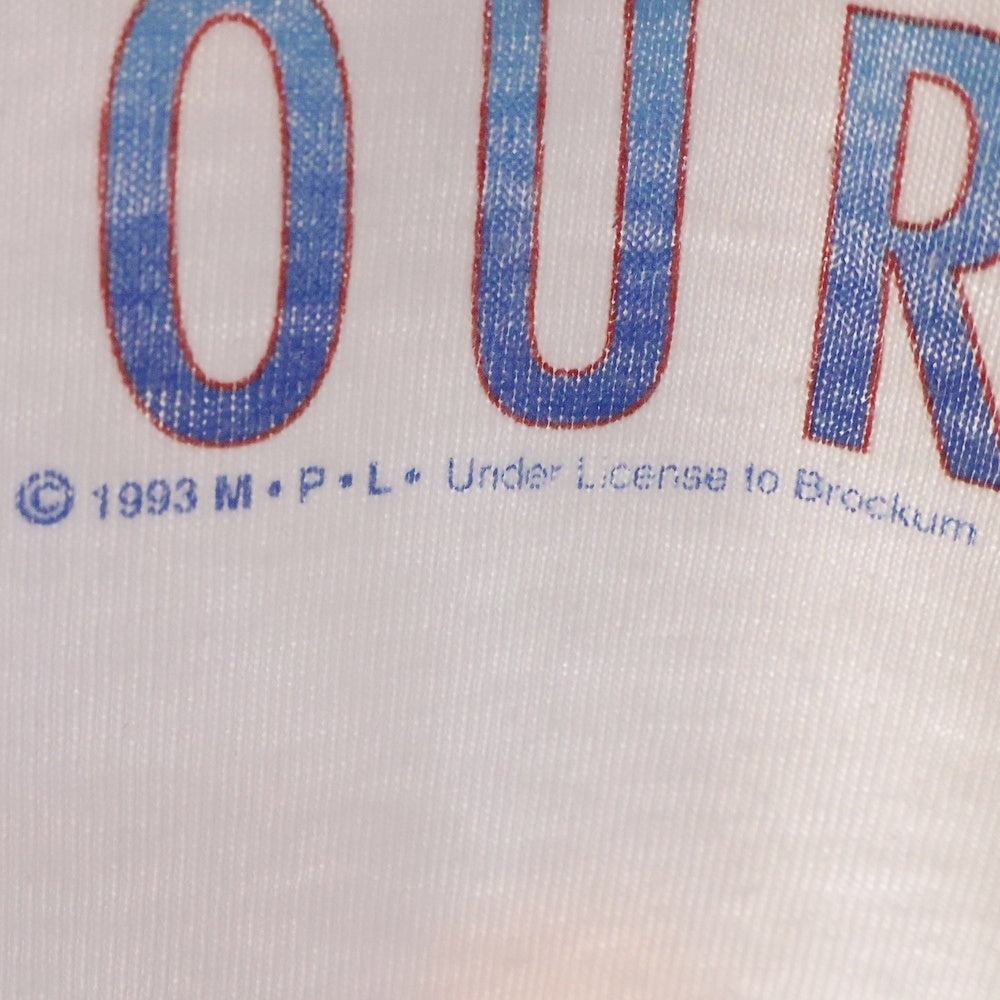 OUR
© 1993 M • P • L • Under License to Brockum